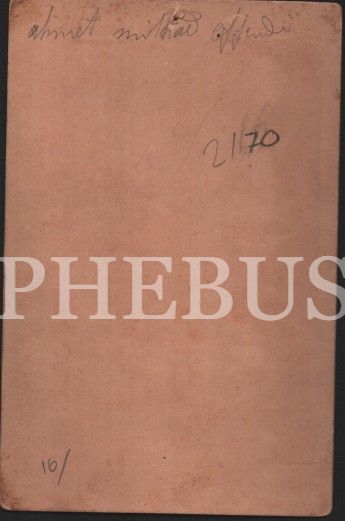 ahmet mithad effendi
2170
PHEBUS
10/